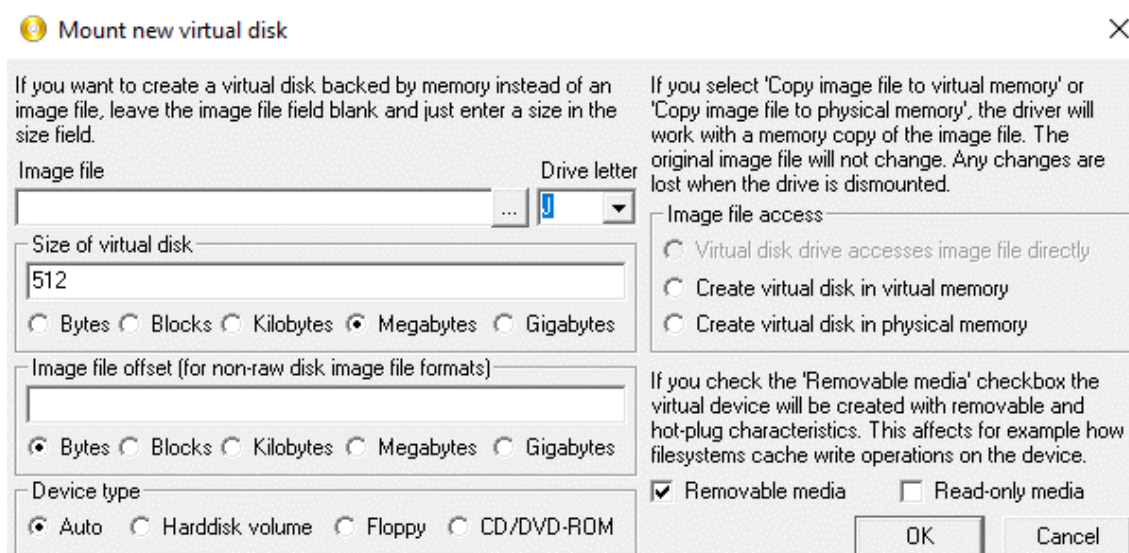 Mount new virtual disk
If you want to create a virtual disk backed by memory instead of an
image file, leave the image file field blank and just enter a size in the
size field.
Image file
Drive letter
...
J
Size of virtual disk
512
Bytes
Blocks
Kilobytes
Megabytes
Gigabytes
Image file offset (for non-raw disk image file formats)
Bytes
Blocks
Kilobytes
Megabytes
Gigabytes
Device type
Auto
Harddisk volume
Floppy
CD/DVD-ROM
If you select 'Copy image file to virtual memory' or
'Copy image file to physical memory', the driver will
work with a memory copy of the image file. The
original image file will not change. Any changes are
lost when the drive is dismounted.
Image file access
Virtual disk drive accesses image file directly
Create virtual disk in virtual memory
Create virtual disk in physical memory
If you check the 'Removable media' checkbox the
virtual device will be created with removable and
hot-plug characteristics. This affects for example how
filesystems cache write operations on the device.
Removable media
Read-only media
OK
Cancel